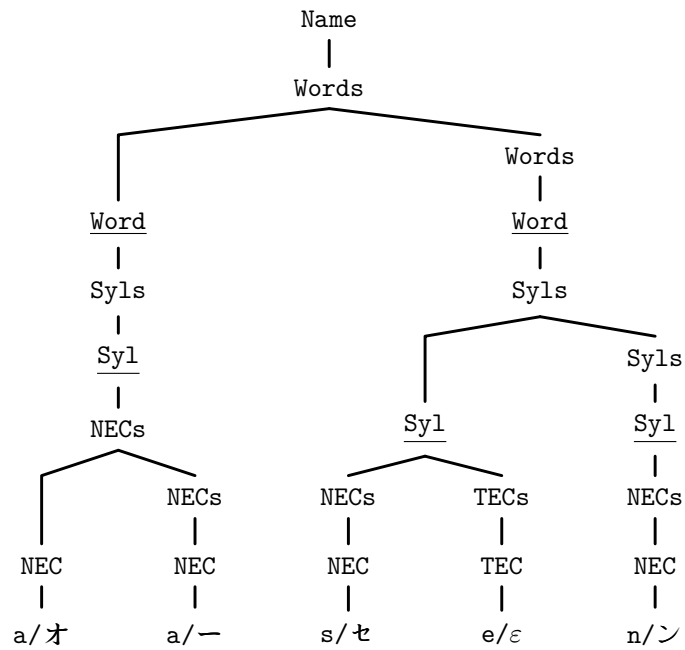 Name
Words
Words
Word Word
Syls Syls
Syl Syls
NECs Syl Syl
NECs NECs TECs NECs
NEC NEC NEC TEC NEC
a/オ a/ー s/セ e/ε n/ン